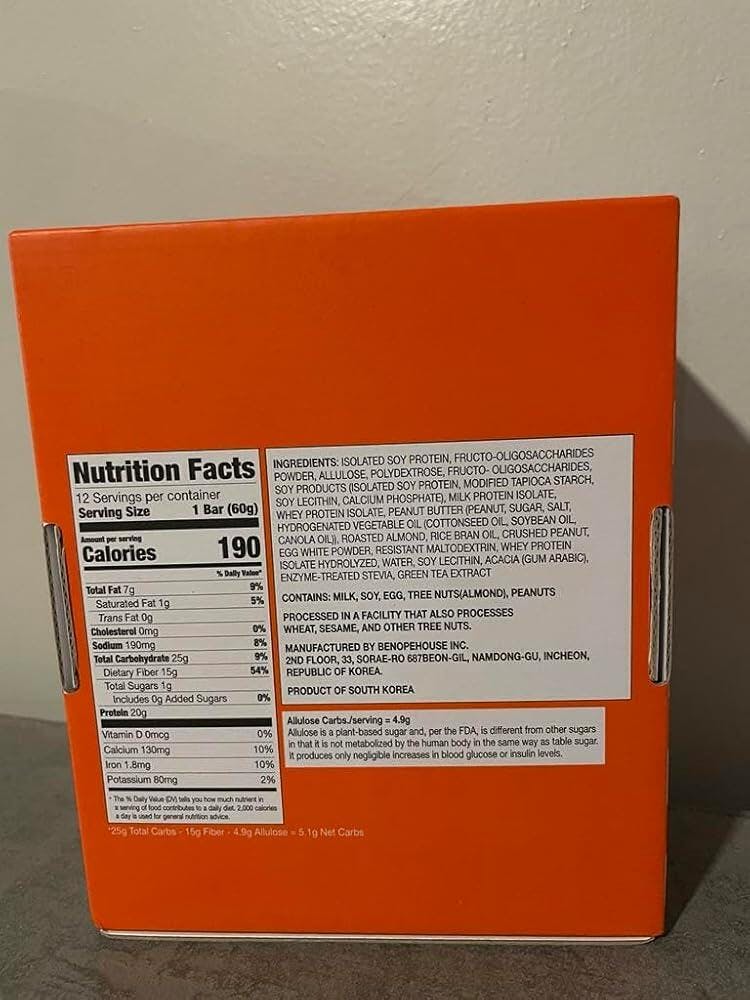 Nutrition Facts
12 Servings per container
Serving Size 1 Bar (60g)
Amount per serving
Calories 190
% Daily Value*
Total Fat 7g 9%
Saturated Fat 1g 5%
Trans Fat 0g
Cholesterol 0mg 0%
Sodium 190mg 8%
Total Carbohydrate 25g 9%
Dietary Fiber 15g 54%
Total Sugars 1g
Includes 0g Added Sugars 0%
Protein 20g
Vitamin D 0mcg 0%
Calcium 130mg 10%
Iron 1.8mg 10%
Potassium 80mg 2%
* The % Daily Value (DV) tells you how much nutrient in
a serving of food contributes to a daily diet. 2,000 calories
a day is used for general nutrition advice.
*25g Total Carbs - 15g Fiber - 4.9g Allulose = 5.1g Net Carbs
INGREDIENTS: ISOLATED SOY PROTEIN, FRUCTO-OLIGOSACCHARIDES
POWDER, ALLULOSE, POLYDEXTROSE, FRUCTO- OLIGOSACCHARIDES,
SOY PRODUCTS (ISOLATED SOY PROTEIN, MODIFIED TAPIOCA STARCH,
SOY LECITHIN, CALCIUM PHOSPHATE), MILK PROTEIN ISOLATE,
WHEY PROTEIN ISOLATE, PEANUT BUTTER (PEANUT, SUGAR, SALT,
HYDROGENATED VEGETABLE OIL (COTTONSEED OIL, SOYBEAN OIL,
CANOLA OIL)), ROASTED ALMOND, RICE BRAN OIL, CRUSHED PEANUT,
EGG WHITE POWDER, RESISTANT MALTODEXTRIN, WHEY PROTEIN
ISOLATE HYDROLYZED, WATER, SOY LECITHIN, ACACIA (GUM ARABIC),
ENZYME-TREATED STEVIA, GREEN TEA EXTRACT
CONTAINS: MILK, SOY, EGG, TREE NUTS(ALMOND), PEANUTS
PROCESSED IN A FACILITY THAT ALSO PROCESSES
WHEAT, SESAME, AND OTHER TREE NUTS.
MANUFACTURED BY BENOPEHOUSE INC.
2ND FLOOR, 33, SORAE-RO 687BEON-GIL, NAMDONG-GU, INCHEON,
REPUBLIC OF KOREA.
PRODUCT OF SOUTH KOREA
Allulose Carbs./serving = 4.9g
Allulose is a plant-based sugar and, per the FDA, is different from other sugars
in that it is not metabolized by the human body in the same way as table sugar.
It produces only negligible increases in blood glucose or insulin levels.